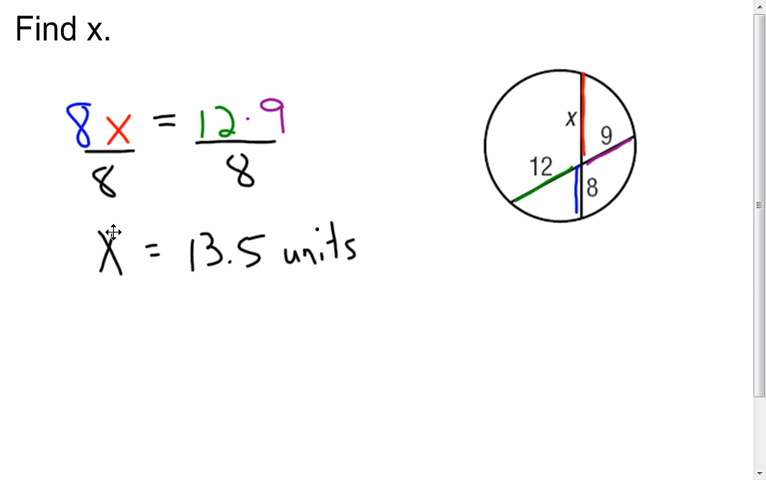 Find x.
8x = 12·9
8 8
x = 13.5 units
x
9
12
8